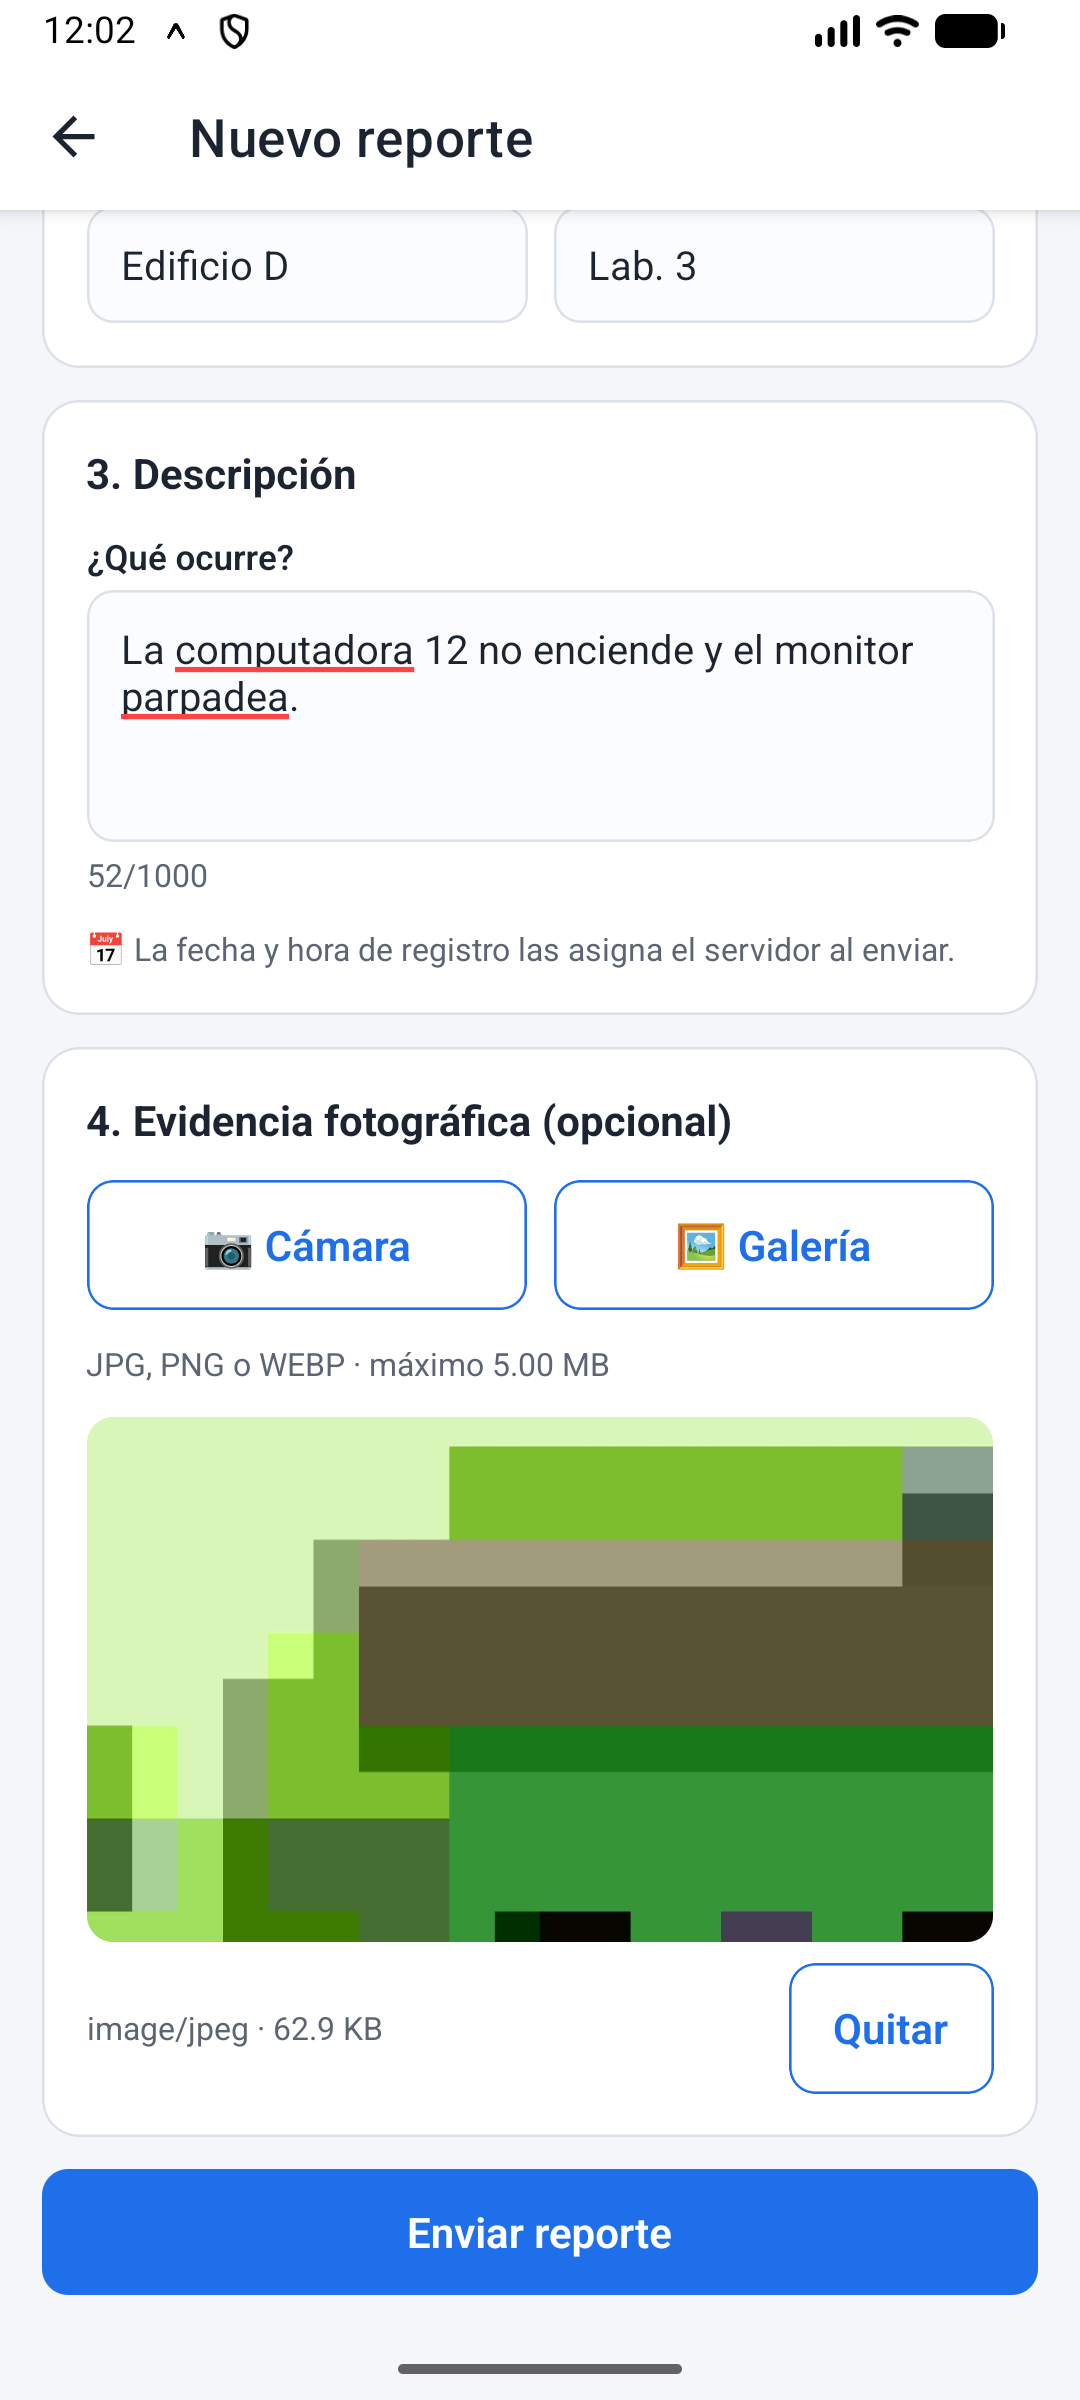 12:02
Nuevo reporte
Edificio D
Lab. 3
3. Descripción
¿Qué ocurre?
La computadora 12 no enciende y el monitor
parpadea.
52/1000
📅 La fecha y hora de registro las asigna el servidor al enviar.
4. Evidencia fotográfica (opcional)
📷 Cámara
🖼️ Galería
JPG, PNG o WEBP · máximo 5.00 MB
image/jpeg · 62.9 KB
Quitar
Enviar reporte